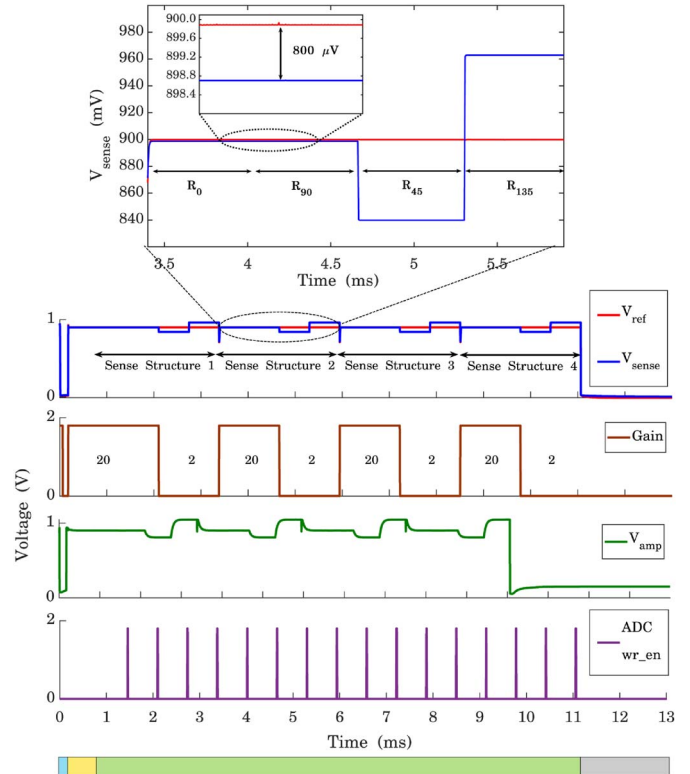 900.0
899.6
899.2
898.8
898.4
800 µV
980
960
940
920
900
880
860
840
V_sense (mV)
R_0 R_90 R_45 R_135
3.5 4 4.5 5 5.5
Time (ms)
1
0
Sense Structure 1 Sense Structure 2 Sense Structure 3 Sense Structure 4
V_ref
V_sense
2
0
20 2 20 2 20 2 20 2
Gain
Voltage (V)
1
0
V_amp
2
0
ADC
wr_en
0 1 2 3 4 5 6 7 8 9 10 11 12 13
Time (ms)